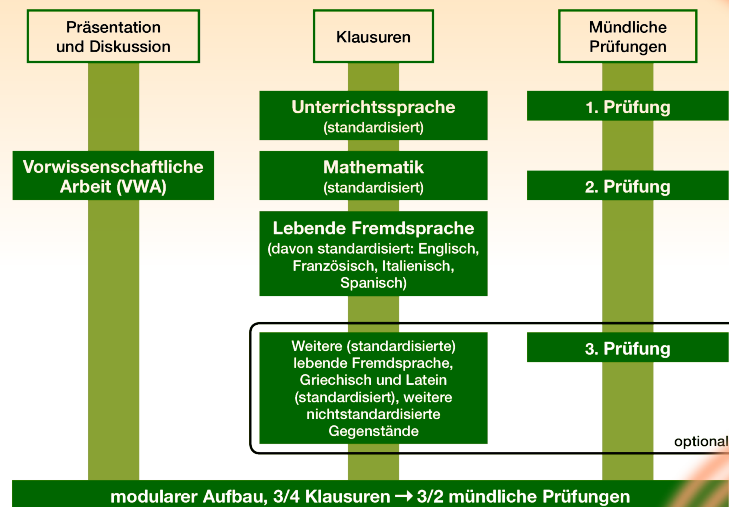 Präsentation
und Diskussion
Vorwissenschaftliche
Arbeit (VWA)
Klausuren
Unterrichtssprache
(standardisiert)
Mathematik
(standardisiert)
Lebende Fremdsprache
(davon standardisiert: Englisch,
Französisch, Italienisch,
Spanisch)
Weitere (standardisierte)
lebende Fremdsprache,
Griechisch und Latein
(standardisiert), weitere
nichtstandardisierte
Gegenstände
Mündliche
Prüfungen
1. Prüfung
2. Prüfung
3. Prüfung
optional
modularer Aufbau, 3/4 Klausuren → 3/2 mündliche Prüfungen